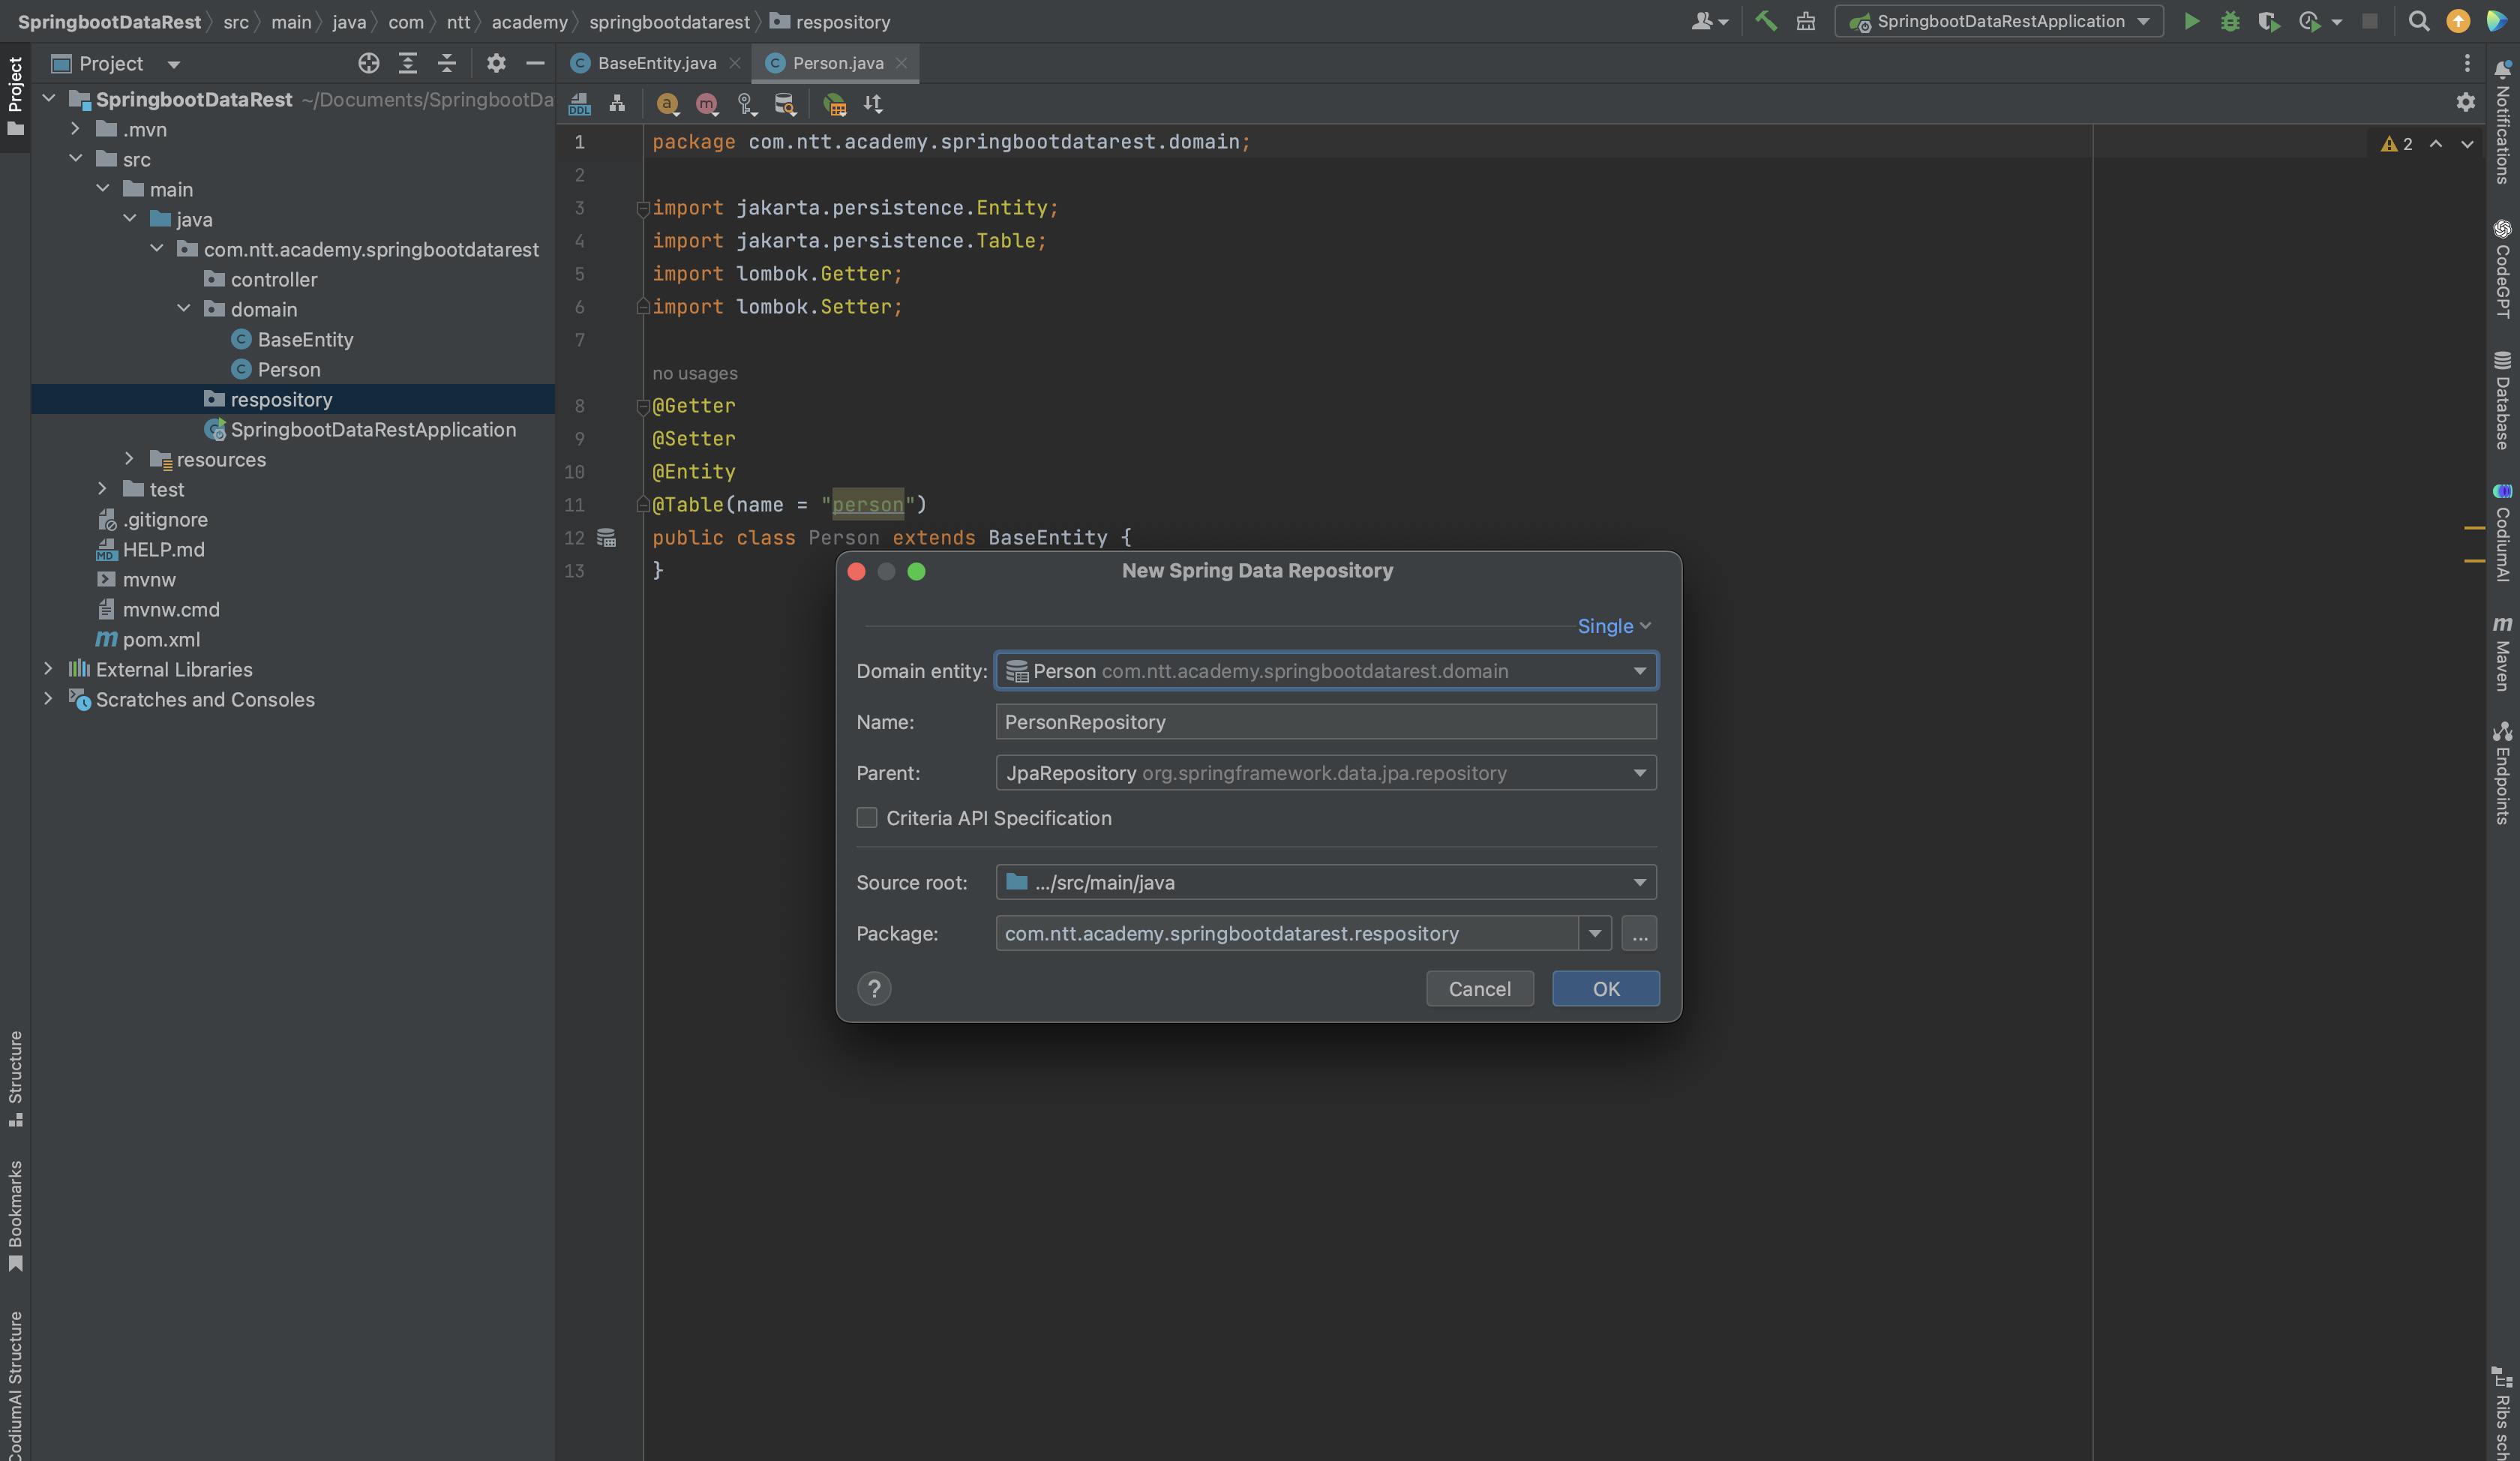 SpringbootDataRest src main java com ntt academy springbootdatarest respository
SpringbootDataRestApplication
Project
Project
BaseEntity.java
Person.java
SpringbootDataRest ~/Documents/SpringbootDa
.mvn
src
main
java
com.ntt.academy.springbootdatarest
controller
domain
BaseEntity
Person
respository
SpringbootDataRestApplication
resources
test
.gitignore
HELP.md
mvnw
mvnw.cmd
pom.xml
External Libraries
Scratches and Consoles
Structure
Bookmarks
CodiumAI Structure
DDL
2
1 package com.ntt.academy.springbootdatarest.domain;
2
3 import jakarta.persistence.Entity;
4 import jakarta.persistence.Table;
5 import lombok.Getter;
6 import lombok.Setter;
7
no usages
8 @Getter
9 @Setter
10 @Entity
11 @Table(name = "person")
12 public class Person extends BaseEntity {
13 }
New Spring Data Repository
Single
Domain entity: Person com.ntt.academy.springbootdatarest.domain
Name: PersonRepository
Parent: JpaRepository org.springframework.data.jpa.repository
Criteria API Specification
Source root: .../src/main/java
Package: com.ntt.academy.springbootdatarest.respository ...
? Cancel OK
Notifications
CodeGPT
Database
CodiumAI
Maven
Endpoints
Ribs sch